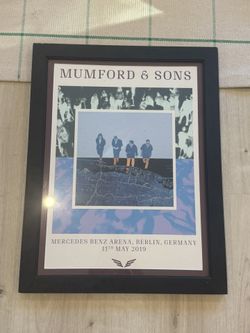 MUMFORD & SONS
MERCEDES BENZ ARENA, BERLIN, GERMANY
11TH MAY 2019